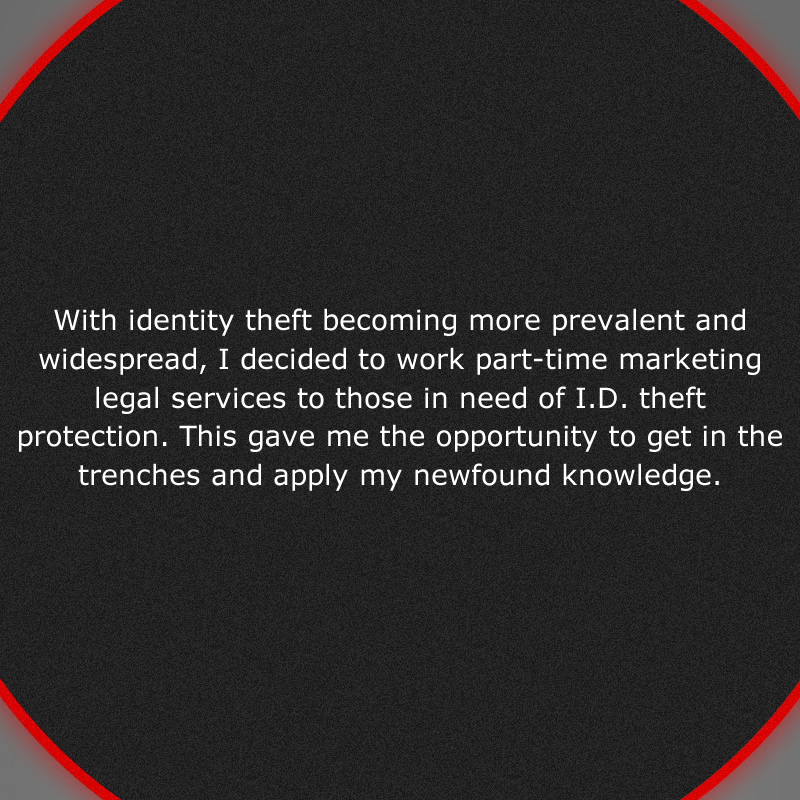 With identity theft becoming more prevalent and
widespread, I decided to work part-time marketing
legal services to those in need of I.D. theft
protection. This gave me the opportunity to get in the
trenches and apply my newfound knowledge.